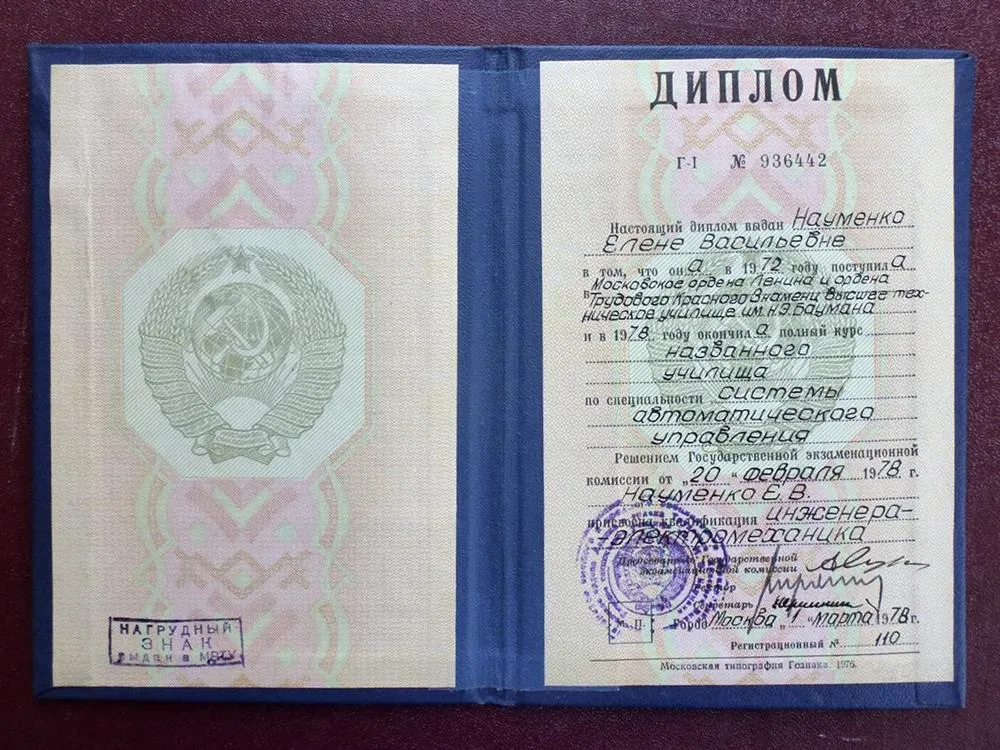 НАГРУДНЫЙ
ЗНАК
выдан в МВТУ
ДИПЛОМ
Г-I № 936442
Настоящий диплом выдан Науменко
Елене Васильевне
в том, что он а в 1972 году поступил а
в Московское ордена Ленина и ордена
Трудового Красного Знамени высшее тех-
ническое училище им. Н.Э. Баумана
и в 1978 году окончил а полный курс
названного
училища
по специальности системы
автоматического
управления
Решением Государственной экзаменационной
комиссии от „20 “ февраля 1978 г.
Науменко Е. В.
присвоена квалификация инженера-
электромеханика
Председатель Государственной
экзаменационной комиссии
Ректор
Секретарь
М. П. Город Москва „1 “ марта 1978 г.
Регистрационный № 110
Московская типография Гознака. 1976.